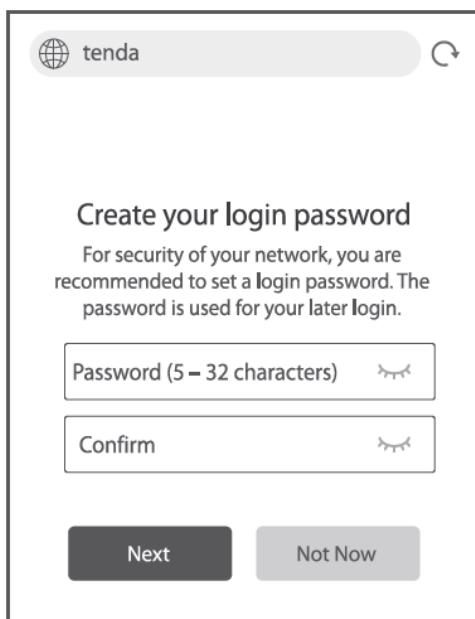 tenda
Create your login password
For security of your network, you are
recommended to set a login password. The
password is used for your later login.
Password (5 – 32 characters)
Confirm
Next
Not Now